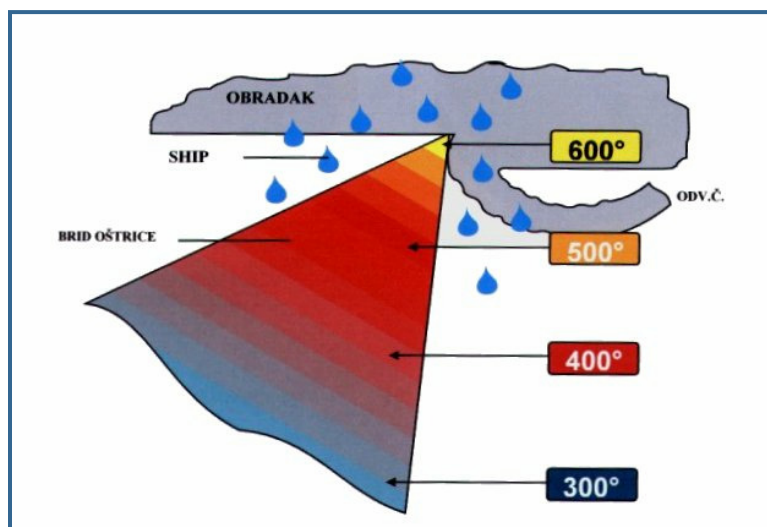 OBRADAK
600°
SHIP
ODV.Č.
BRID OŠTRICE
500°
400°
300°